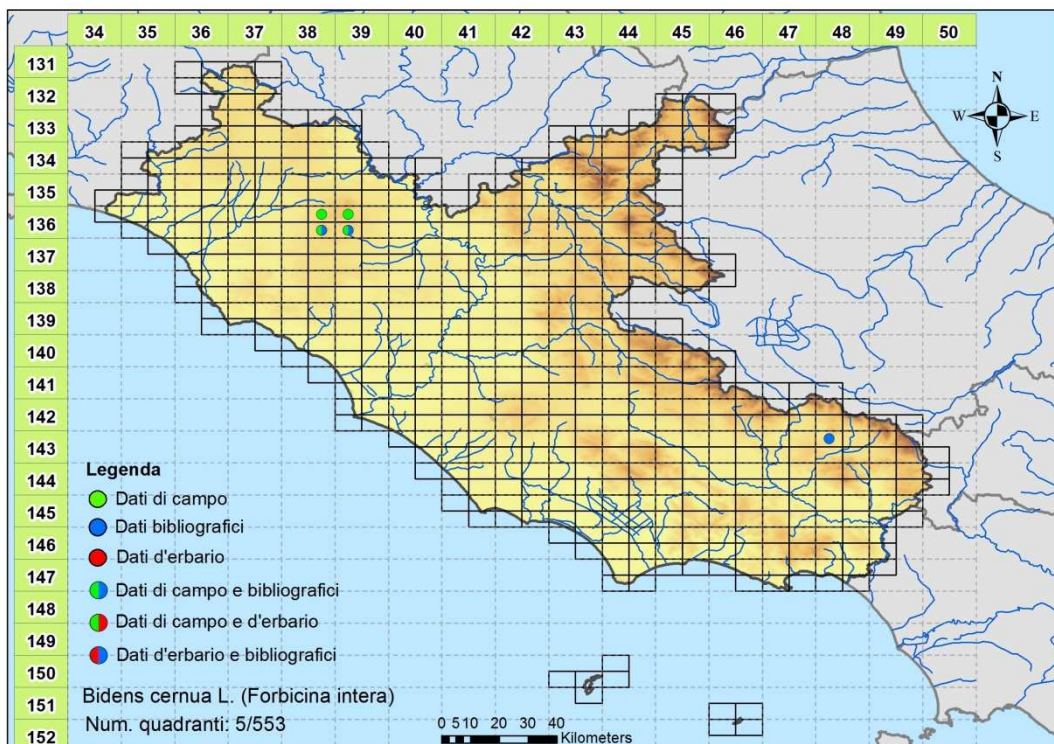 34 35 36 37 38 39 40 41 42 43 44 45 46 47 48 49 50
131
132
133
134
135
136
137
138
139
140
141
142
143
144
145
146
147
148
149
150
151
152
N
W E
S
Legenda
Dati di campo
Dati bibliografici
Dati d'erbario
Dati di campo e bibliografici
Dati di campo e d'erbario
Dati d'erbario e bibliografici
Bidens cernua L. (Forbicina intera)
Num. quadranti: 5/553
0 5 10 20 30 40
Kilometers